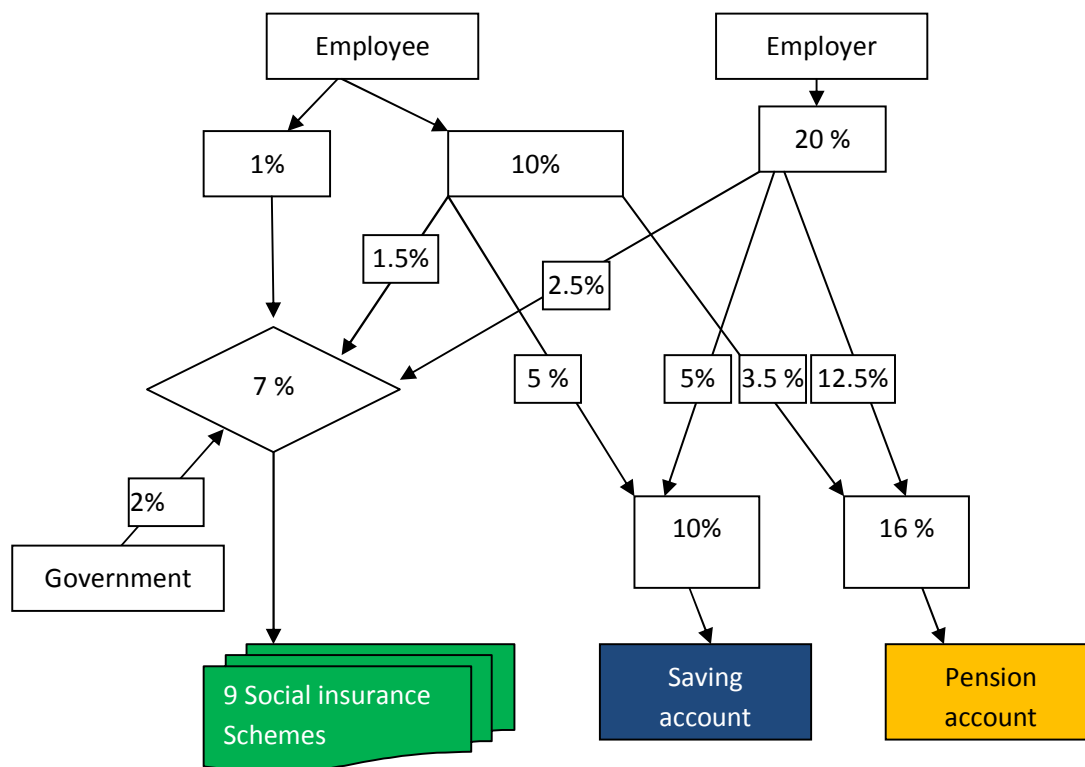 Employee
Employer
1%
10%
20 %
1.5%
2.5%
7 %
5 %
5%
3.5 %
12.5%
2%
Government
10%
16 %
9 Social insurance
Schemes
Saving
account
Pension
account